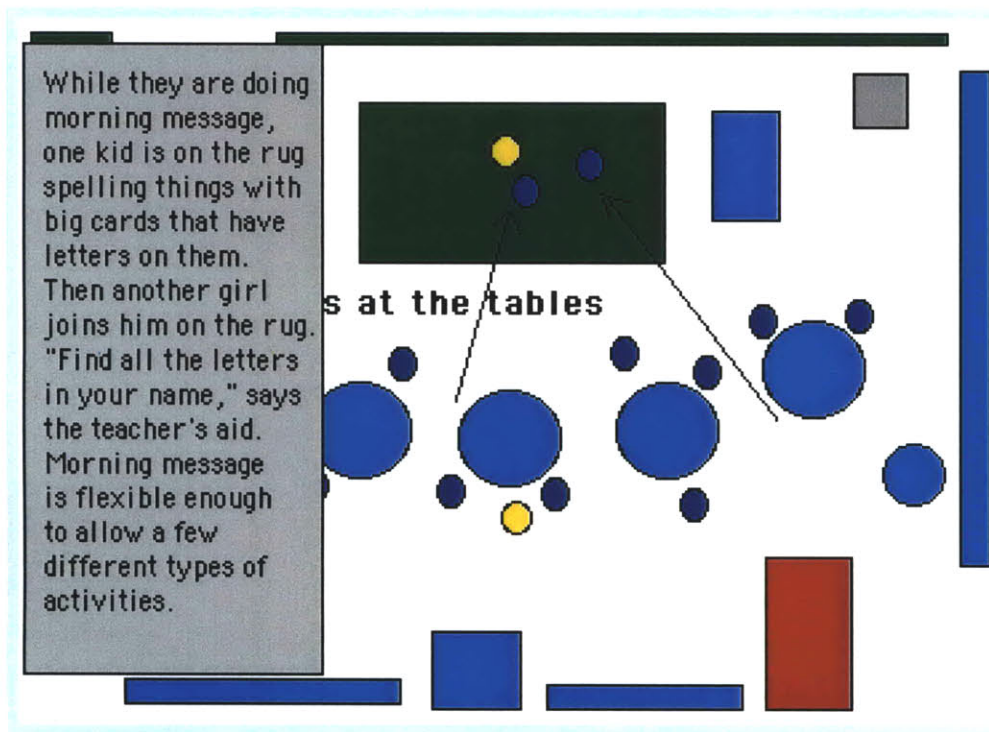 While they are doing
morning message,
one kid is on the rug
spelling things with
big cards that have
letters on them.
Then another girl
joins him on the rug.
"Find all the letters
in your name," says
the teacher's aid.
Morning message
is flexible enough
to allow a few
different types of
activities.
s at the tables